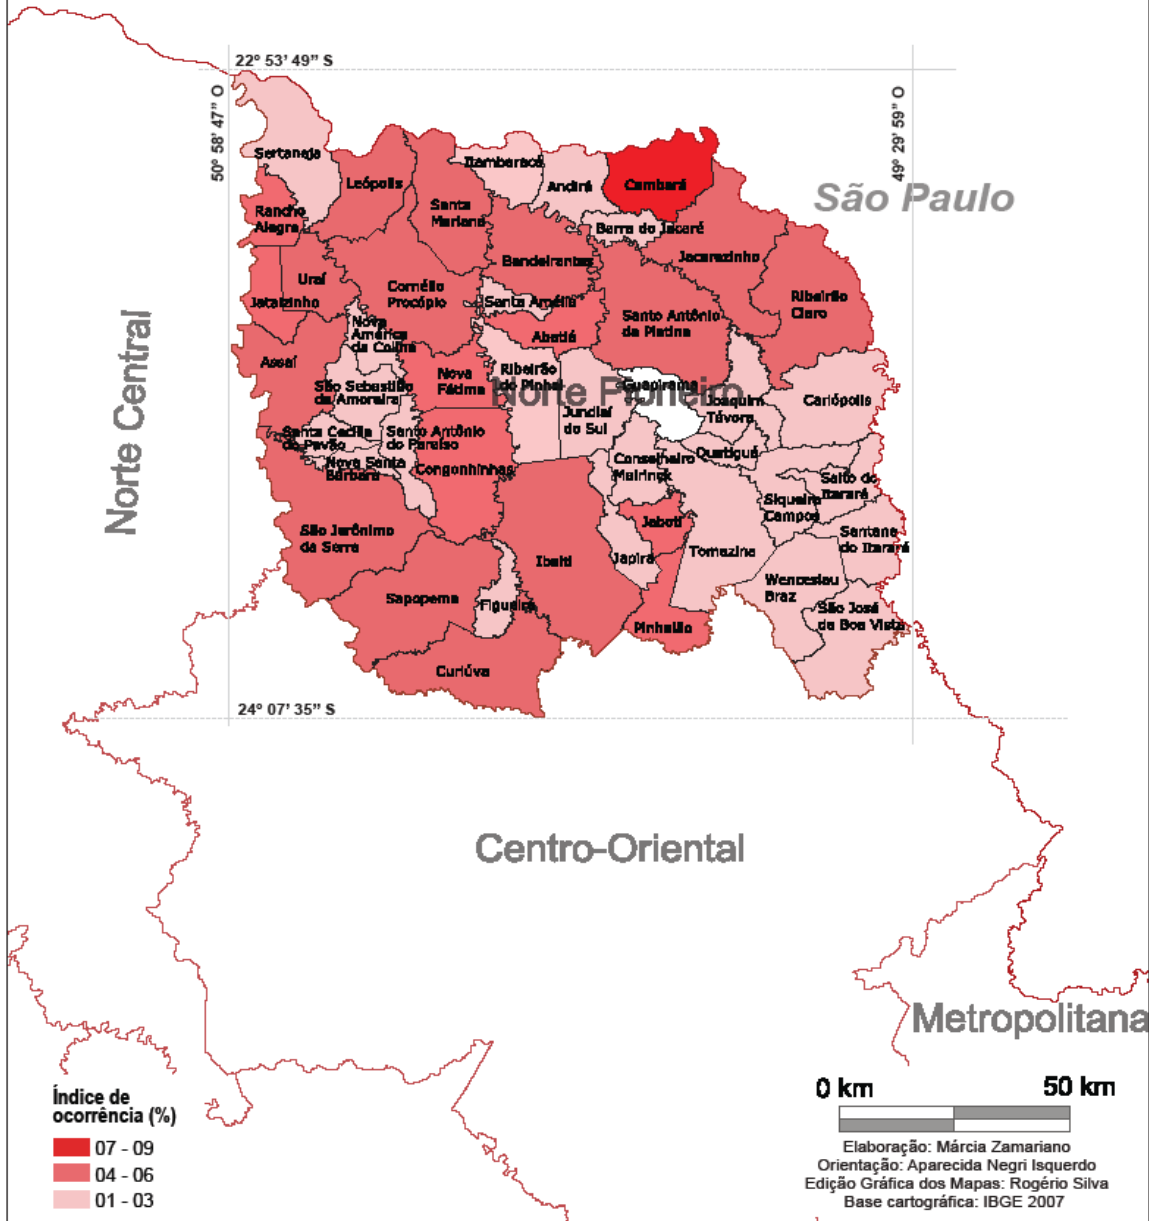 22º 53’ 49” S
50º 58’ 47” O
49º 29’ 59” O
São Paulo
Sertaneja
Leópolis
Itambaracá
Andirá
Cambará
Rancho
Alegre
Santa
Mariana
Barra do Jacaré
Jacarezinho
Bandeirantes
Uraí
Jataizinho
Cornélio
Procópio
Santa Amélia
Ribeirão
Claro
Santo Antônio
da Platina
Nova
América
da Colina
Abatiá
Assaí
Nova
Fátima
Ribeirão
do Pinhal
Guapirama
Norte Pioneiro
Joaquim
Távora
Carlópolis
São Sebastião
da Amoreira
Jundiaí
do Sul
Santa Cecília
do Pavão
Santo Antônio
do Paraíso
Nova Santa
Bárbara
Congonhinhas
Conselheiro
Mairinck
Quatiguá
Salto do
Itararé
Siqueira
Campos
Santana
do Itararé
São Jerônimo
da Serra
Jaboti
Ibaiti
Japira
Tomazina
Wenceslau
Braz
Sapopema
Figueira
São José
da Boa Vista
Pinhalão
Curiúva
Norte Central
24º 07’ 35” S
Centro-Oriental
Metropolitana
Índice de
ocorrência (%)
07 - 09
04 - 06
01 - 03
0 km 50 km
Elaboração: Márcia Zamariano
Orientação: Aparecida Negri Isquerdo
Edição Gráfica dos Mapas: Rogério Silva
Base cartográfica: IBGE 2007